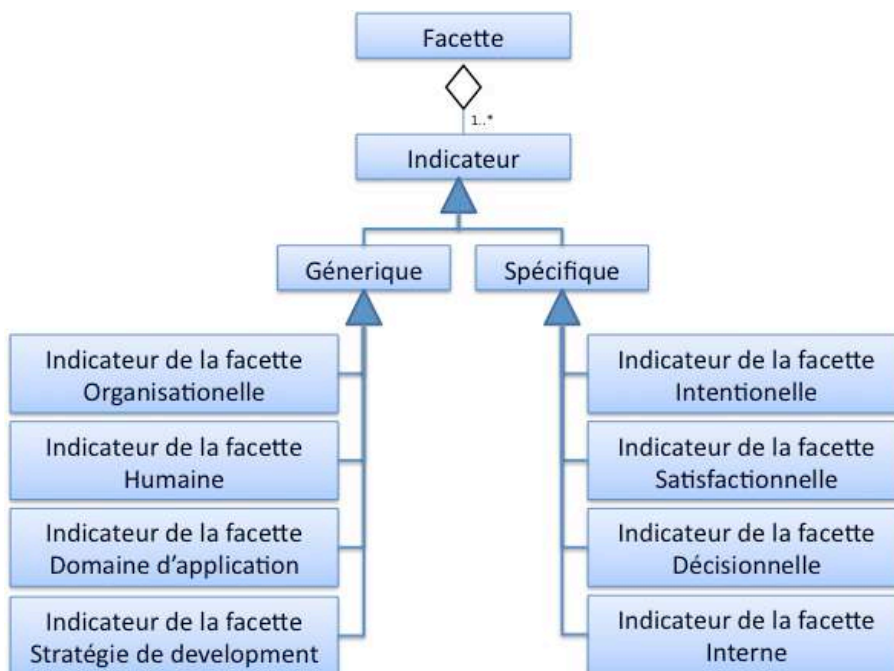 Facette
1..*
Indicateur
Génerique
Spécifique
Indicateur de la facette
Organisationelle
Indicateur de la facette
Humaine
Indicateur de la facette
Domaine d'application
Indicateur de la facette
Stratégie de development
Indicateur de la facette
Intentionelle
Indicateur de la facette
Satisfactionnelle
Indicateur de la facette
Décisionnelle
Indicateur de la facette
Interne